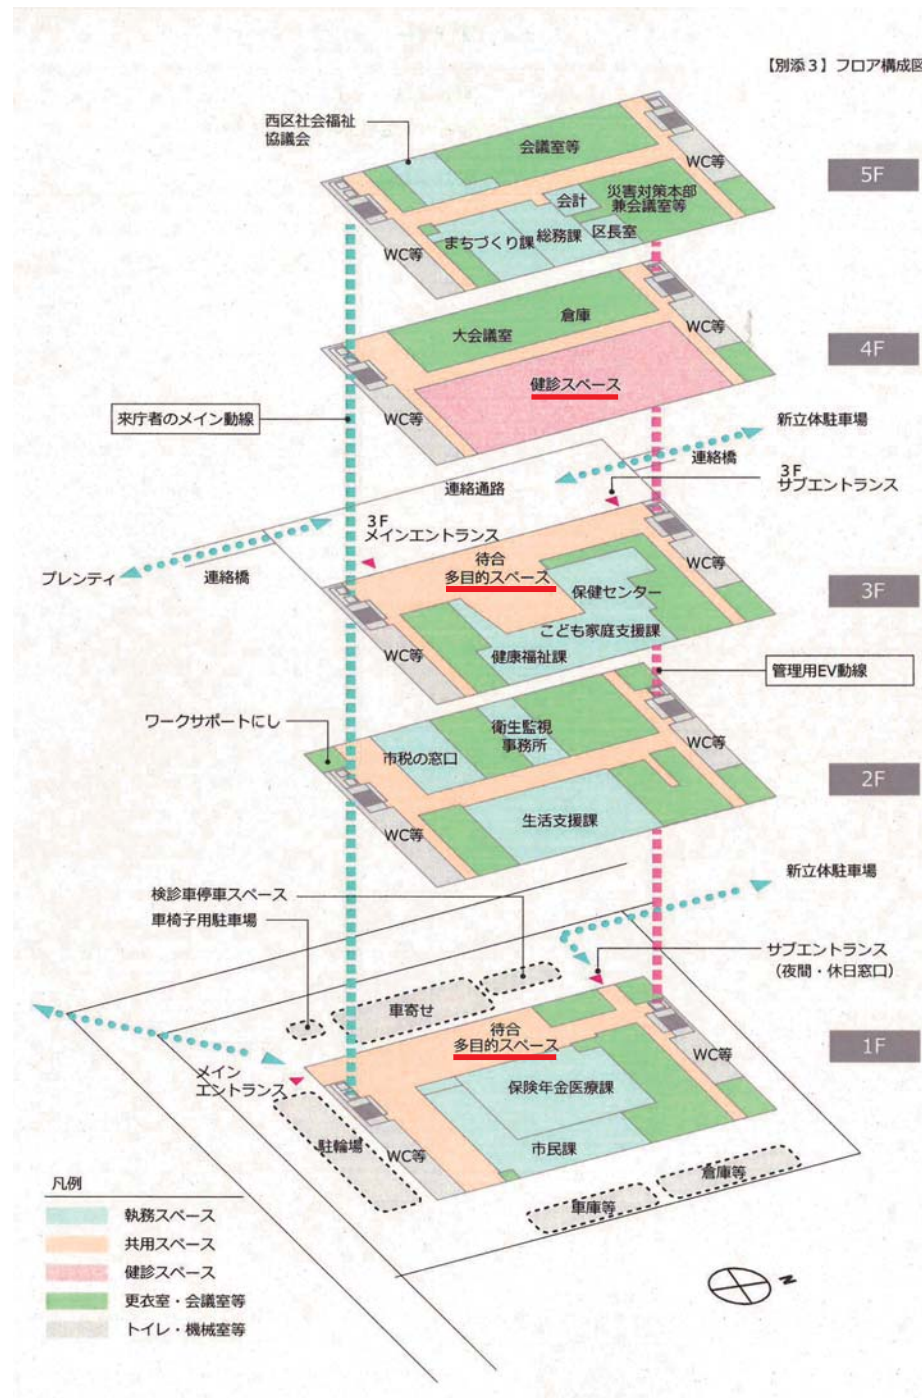 【別添3】フロア構成図
西区社会福祉
協議会
会議室等
WC等
5F
災害対策本部
兼会議室等
会計
区長室
総務課
まちづくり課
WC等
倉庫
大会議室
WC等
4F
健診スペース
WC等
来庁者のメイン動線
新立体駐車場
連絡橋
連絡通路
3F
サブエントランス
3F
メインエントランス
プレンティ
連絡橋
待合
多目的スペース
WC等
保健センター
3F
こども家庭支援課
健康福祉課
WC等
管理用EV動線
ワークサポートにし
衛生監視
事務所
市税の窓口
WC等
2F
生活支援課
WC等
新立体駐車場
検診車停車スペース
車椅子用駐車場
サブエントランス
(夜間・休日窓口)
車寄せ
待合
多目的スペース
WC等
1F
メイン
エントランス
保険年金医療課
駐輪場
WC等
市民課
倉庫等
車庫等
凡例
執務スペース
共用スペース
健診スペース
更衣室・会議室等
トイレ・機械室等
N